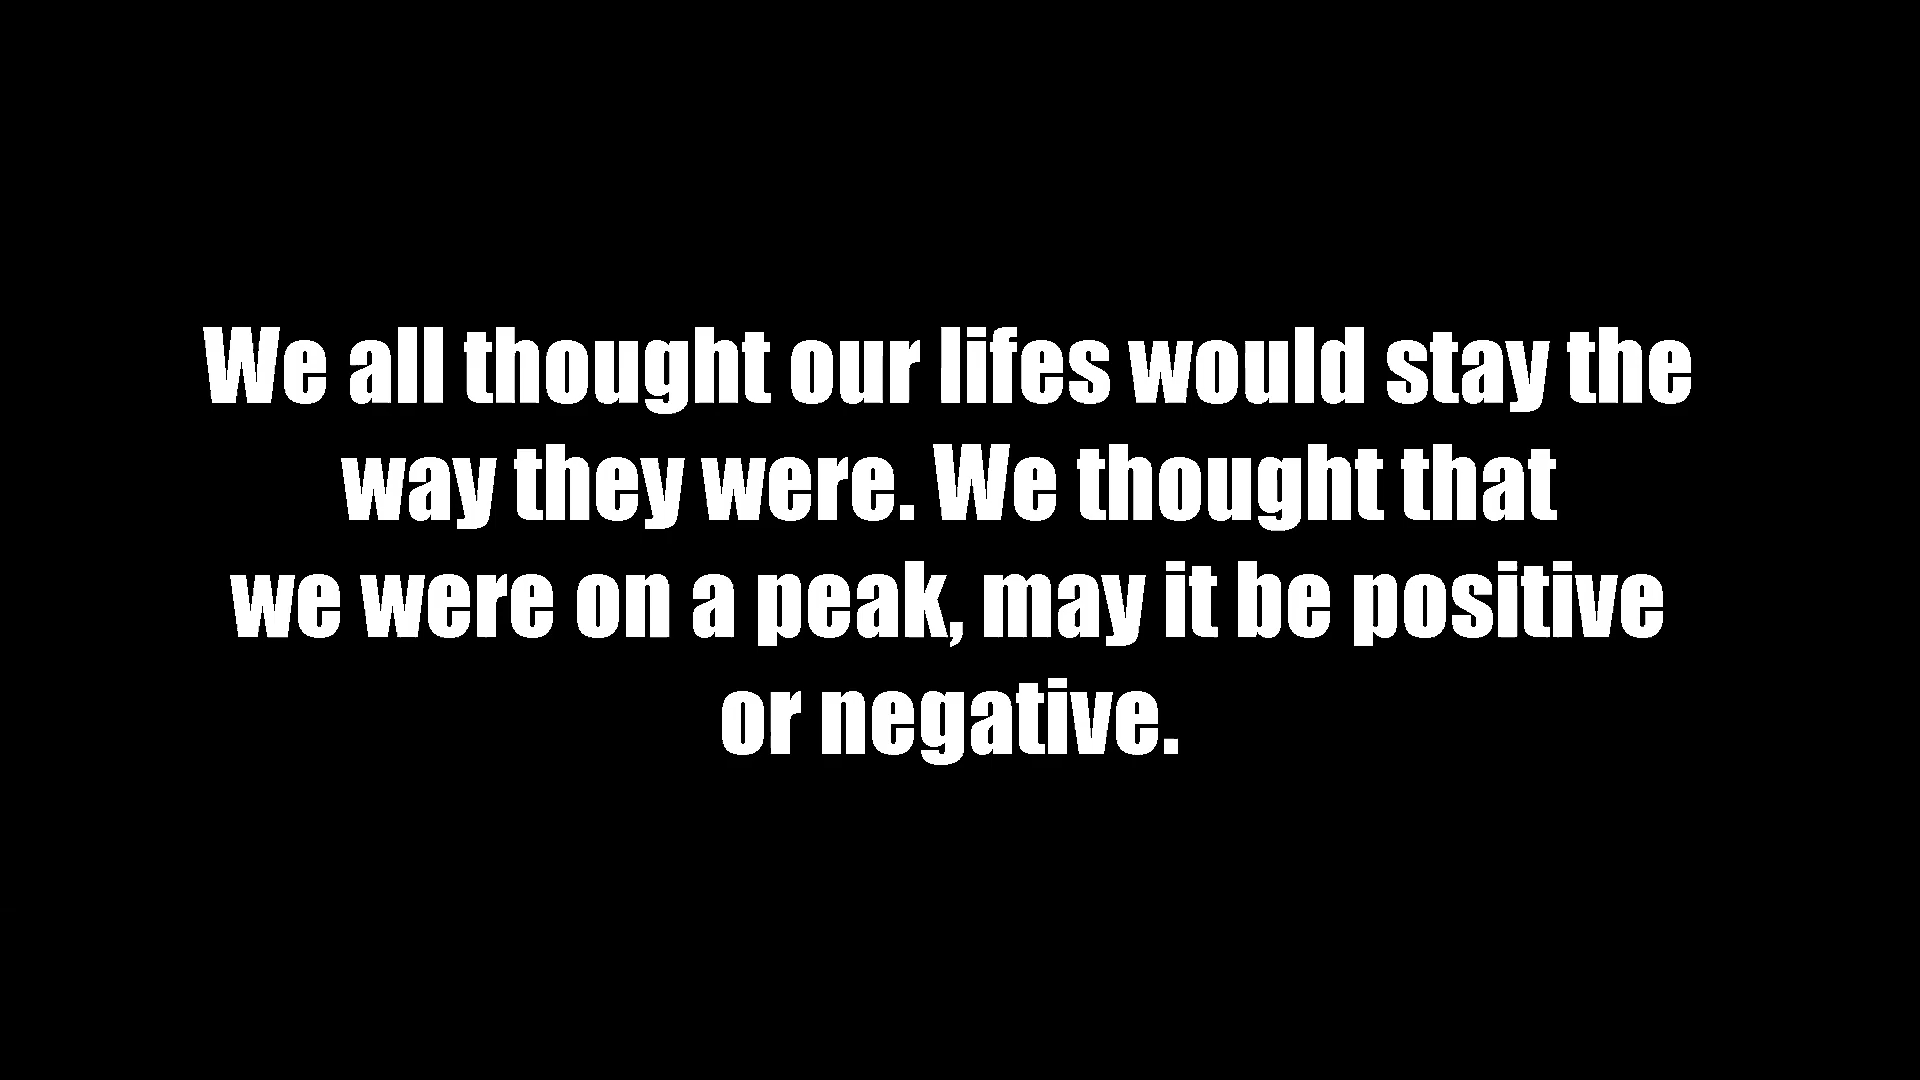 We all thought our lifes would stay the
way they were. We thought that
we were on a peak, may it be positive
or negative.